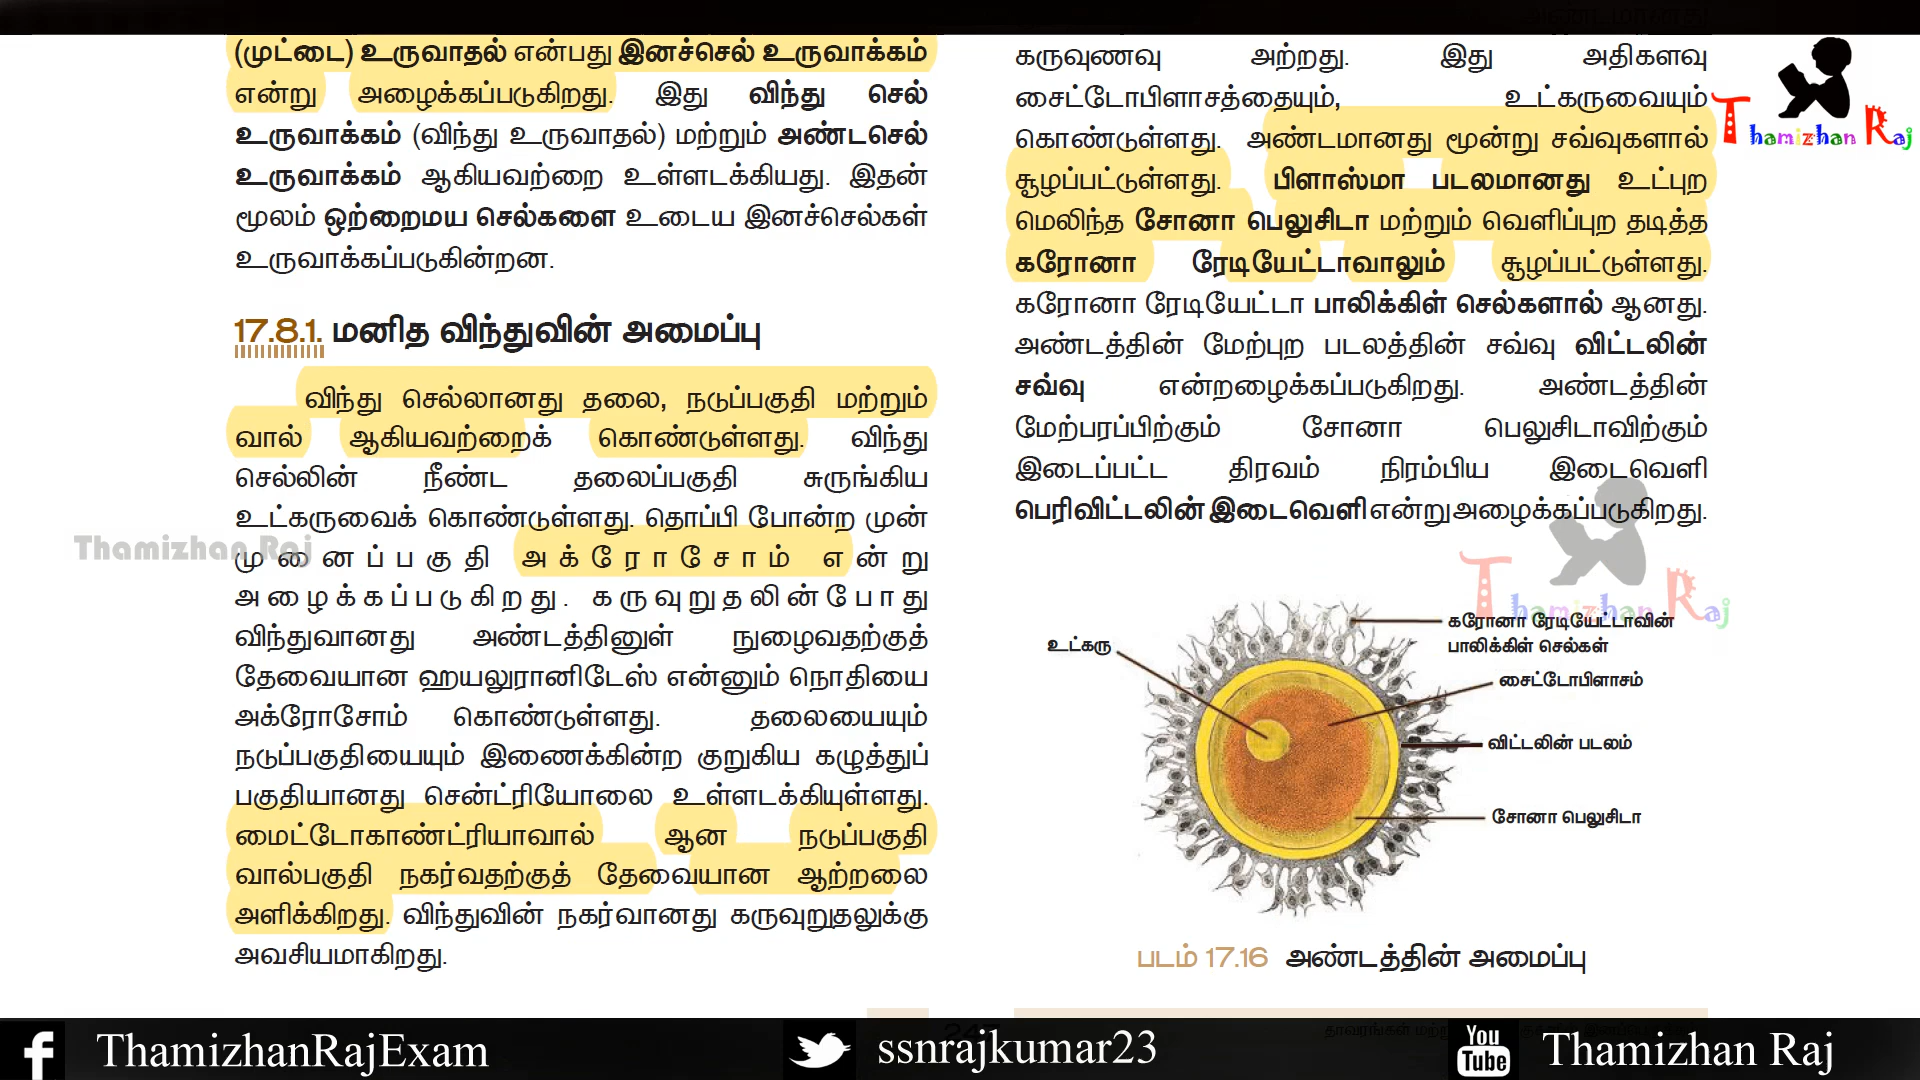 (முட்டை) உருவாதல் என்பது இனச்செல் உருவாக்கம்
என்று அழைக்கப்படுகிறது. இது விந்து செல்
உருவாக்கம் (விந்து உருவாதல்) மற்றும் அண்டசெல்
உருவாக்கம் ஆகியவற்றை உள்ளடக்கியது. இதன்
மூலம் ஒற்றைமய செல்களை உடைய இனச்செல்கள்
உருவாக்கப்படுகின்றன.
17.8.1. மனித விந்துவின் அமைப்பு
விந்து செல்லானது தலை, நடுப்பகுதி மற்றும்
வால் ஆகியவற்றைக் கொண்டுள்ளது. விந்து
செல்லின் நீண்ட தலைப்பகுதி சுருங்கிய
உட்கருவைக் கொண்டுள்ளது. தொப்பி போன்ற முன்
முனைப்பகுதி அக்ரோசோம் என்று
அழைக்கப்படுகிறது. கருவுறுதலின்போது
விந்துவானது அண்டத்தினுள் நுழைவதற்குத்
தேவையான ஹயலுரானிடேஸ் என்னும் நொதியை
அக்ரோசோம் கொண்டுள்ளது. தலையையும்
நடுப்பகுதியையும் இணைக்கின்ற குறுகிய கழுத்துப்
பகுதியானது சென்ட்ரியோலை உள்ளடக்கியுள்ளது.
மைட்டோகாண்ட்ரியாவால் ஆன நடுப்பகுதி
வால்பகுதி நகர்வதற்குத் தேவையான ஆற்றலை
அளிக்கிறது. விந்துவின் நகர்வானது கருவுறுதலுக்கு
அவசியமாகிறது.
Thamizhan Raj
கருவுணவு அற்றது. இது அதிகளவு
சைட்டோபிளாசத்தையும், உட்கருவையும்
கொண்டுள்ளது. அண்டமானது மூன்று சவ்வுகளால்
சூழப்பட்டுள்ளது. பிளாஸ்மா படலமானது உட்புற
மெலிந்த சோனா பெலுசிடா மற்றும் வெளிப்புற தடித்த
கரோனா ரேடியேட்டாவாலும் சூழப்பட்டுள்ளது.
கரோனா ரேடியேட்டா பாலிக்கிள் செல்களால் ஆனது.
அண்டத்தின் மேற்புற படலத்தின் சவ்வு விட்டலின்
சவ்வு என்றழைக்கப்படுகிறது. அண்டத்தின்
மேற்பரப்பிற்கும் சோனா பெலுசிடாவிற்கும்
இடைப்பட்ட திரவம் நிரம்பிய இடைவெளி
பெரிவிட்டலின் இடைவெளி என்று அழைக்கப்படுகிறது.
Thamizhan Raj
Thamizhan Raj
உட்கரு
கரோனா ரேடியேட்டாவின்
பாலிக்கிள் செல்கள்
சைட்டோபிளாசம்
விட்டலின் படலம்
சோனா பெலுசிடா
படம் 17.16 அண்டத்தின் அமைப்பு
ThamizhanRajExam
ssnrajkumar23
You
Tube
Thamizhan Raj